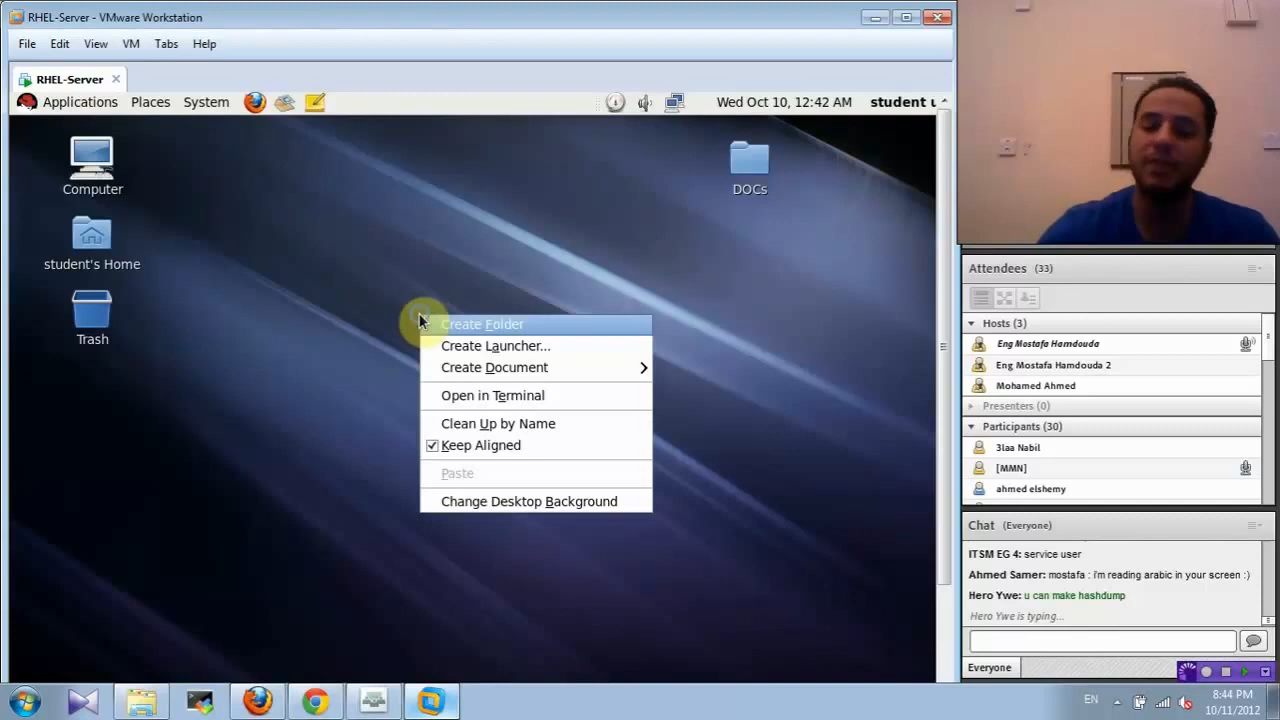 RHEL-Server - VMware Workstation
File Edit View VM Tabs Help
RHEL-Server
Applications Places System Wed Oct 10, 12:42 AM student u
Computer
DOCs
student's Home
Trash
Create Folder
Create Launcher...
Create Document
Open in Terminal
Clean Up by Name
Keep Aligned
Paste
Change Desktop Background
Attendees (33)
Hosts (3)
Eng Mostafa Hamdouda
Eng Mostafa Hamdouda 2
Mohamed Ahmed
Presenters (0)
Participants (30)
3laa Nabil
[MMN]
ahmed elshemy
Chat (Everyone)
ITSM EG 4: service user
Ahmed Samer: mostafa : i'm reading arabic in your screen :)
Hero Ywe: u can make hashdump
Hero Ywe is typing...
Everyone
EN
8:44 PM
10/11/2012